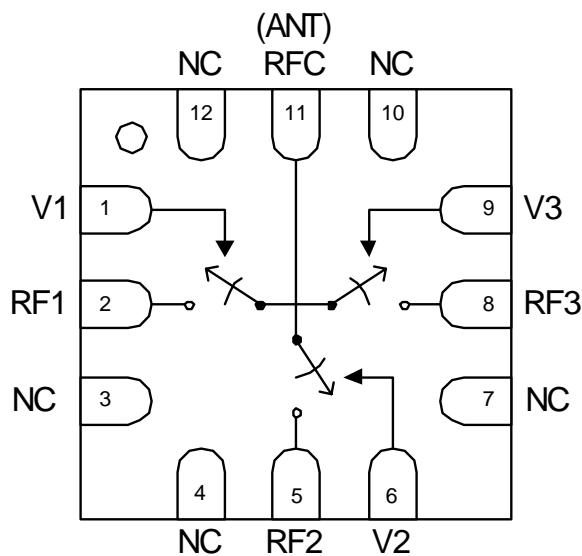 (ANT)
NC RFC NC
12 11 10
V1 1 9 V3
RF1 2 8 RF3
NC 3 7 NC
4 5 6
NC RF2 V2